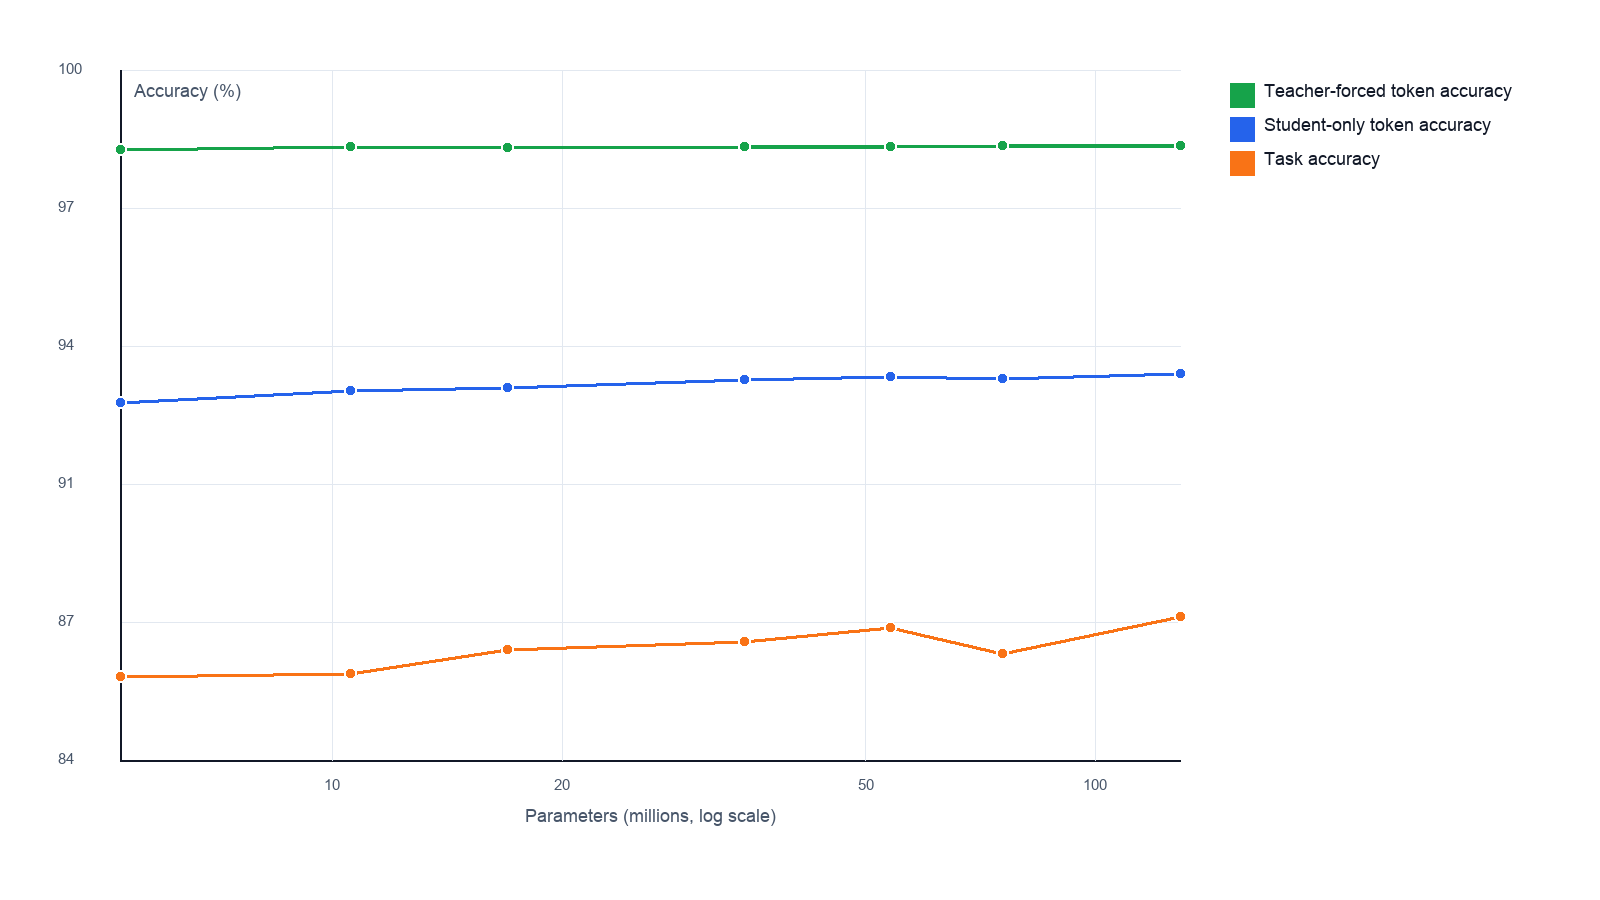 Accuracy (%)
100
97
94
91
87
84
10
20
50
100
Parameters (millions, log scale)
Teacher-forced token accuracy
Student-only token accuracy
Task accuracy